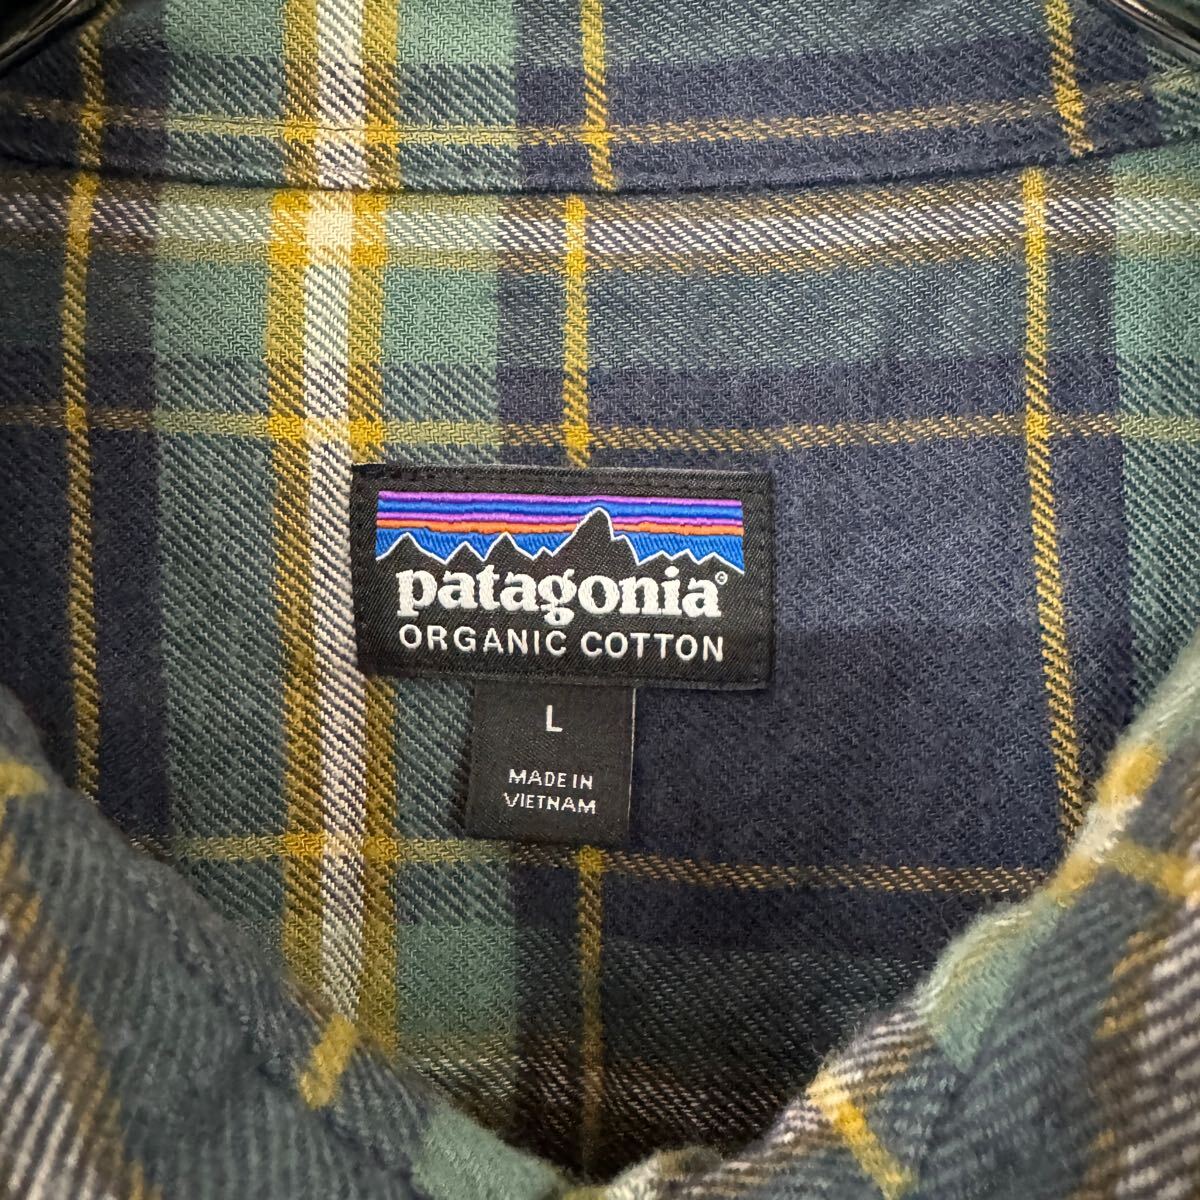 patagonia®
ORGANIC COTTON
L
MADE IN
VIETNAM